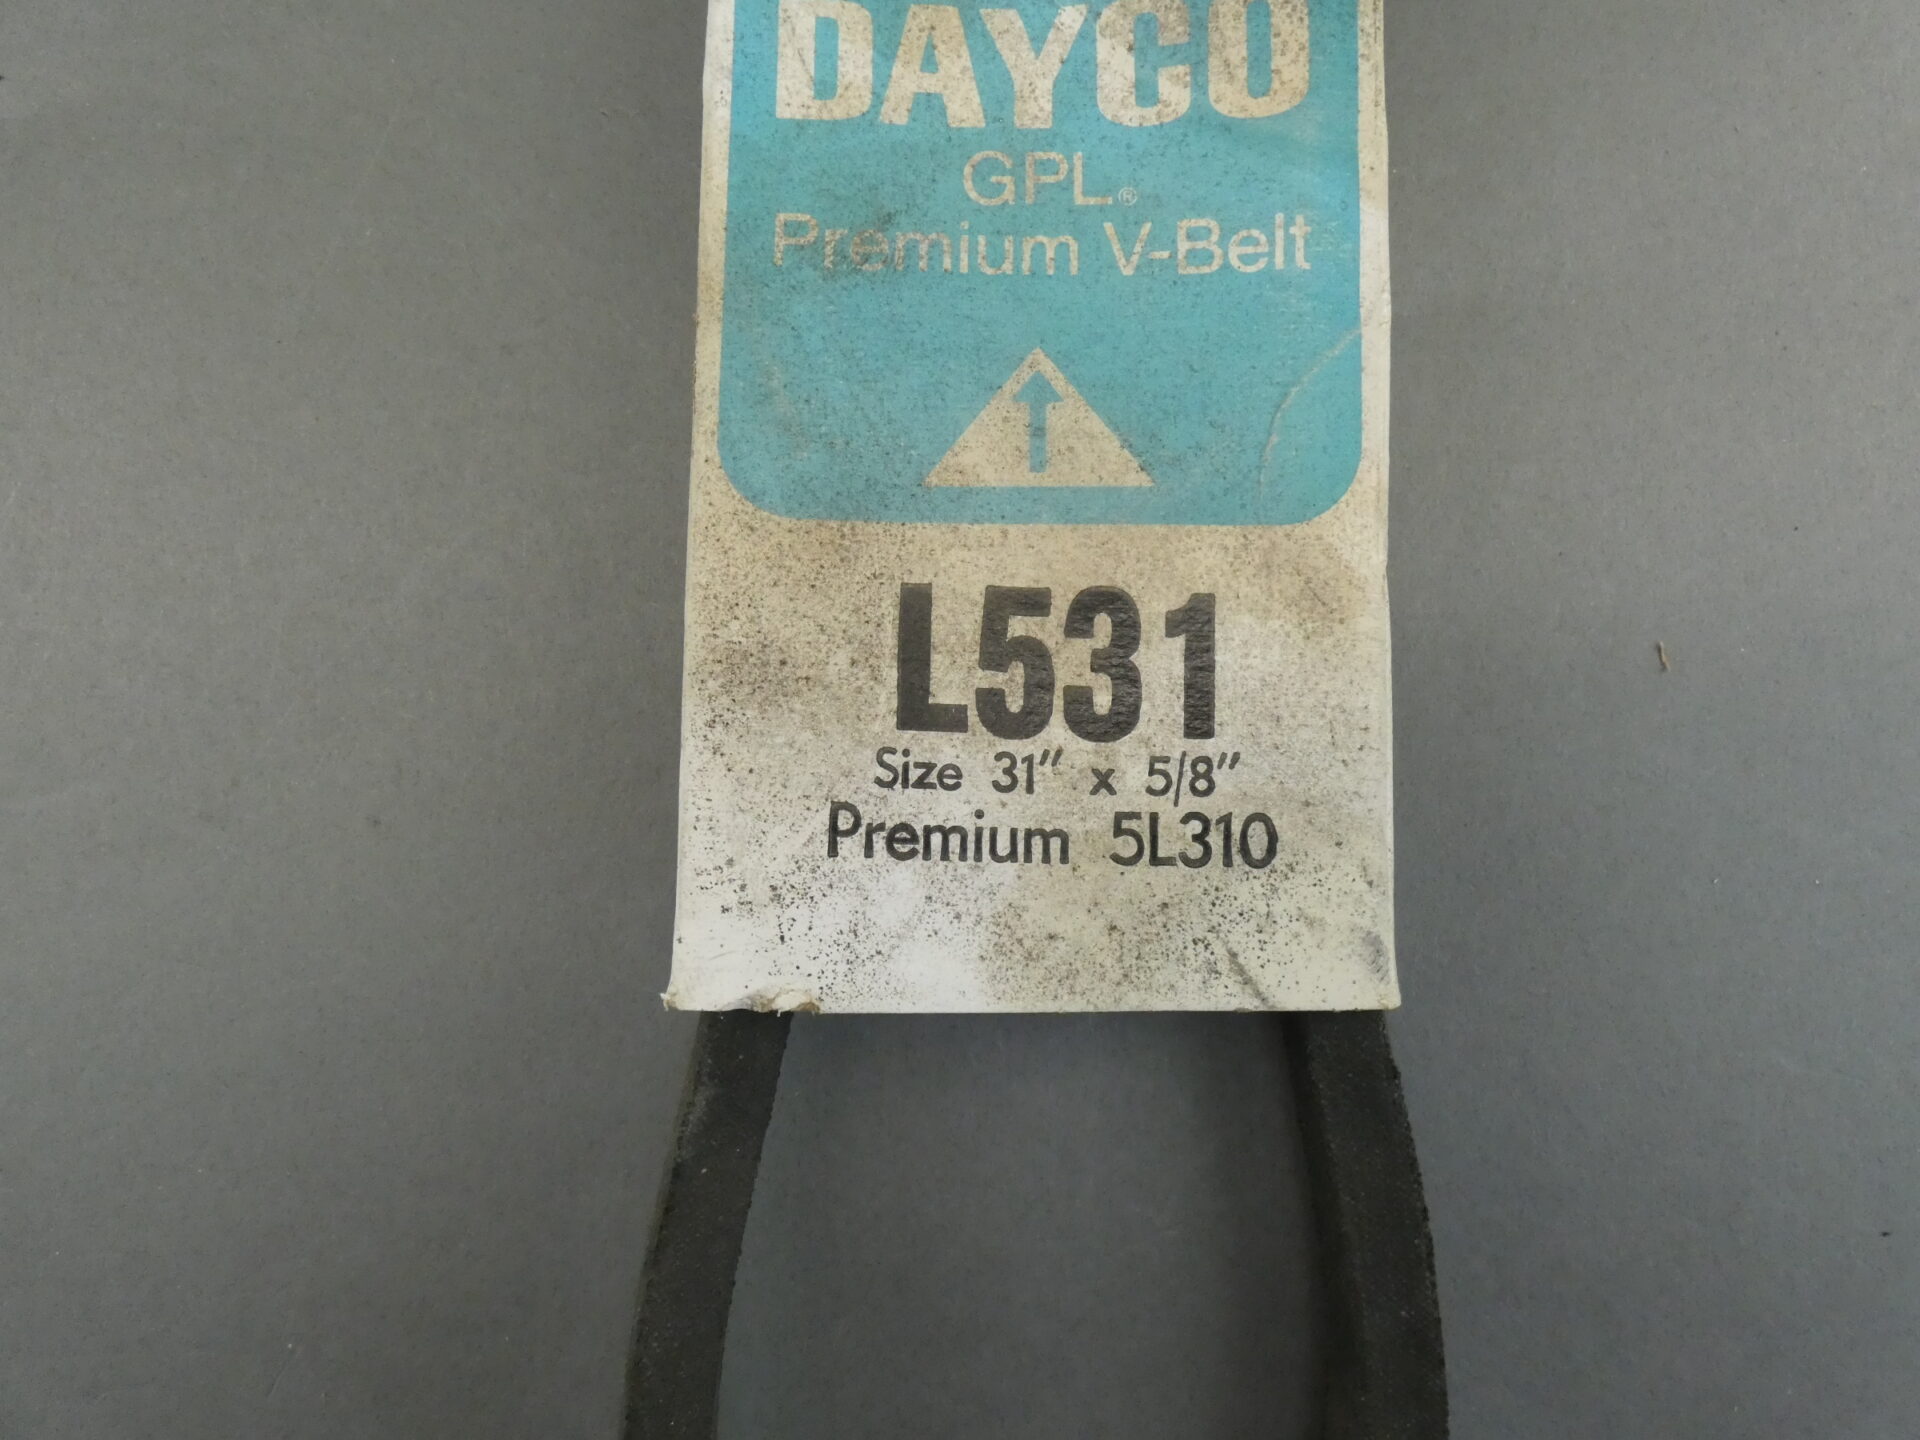 DAYCO
GPL®
Premium V-Belt
L531
Size 31" x 5/8"
Premium 5L310